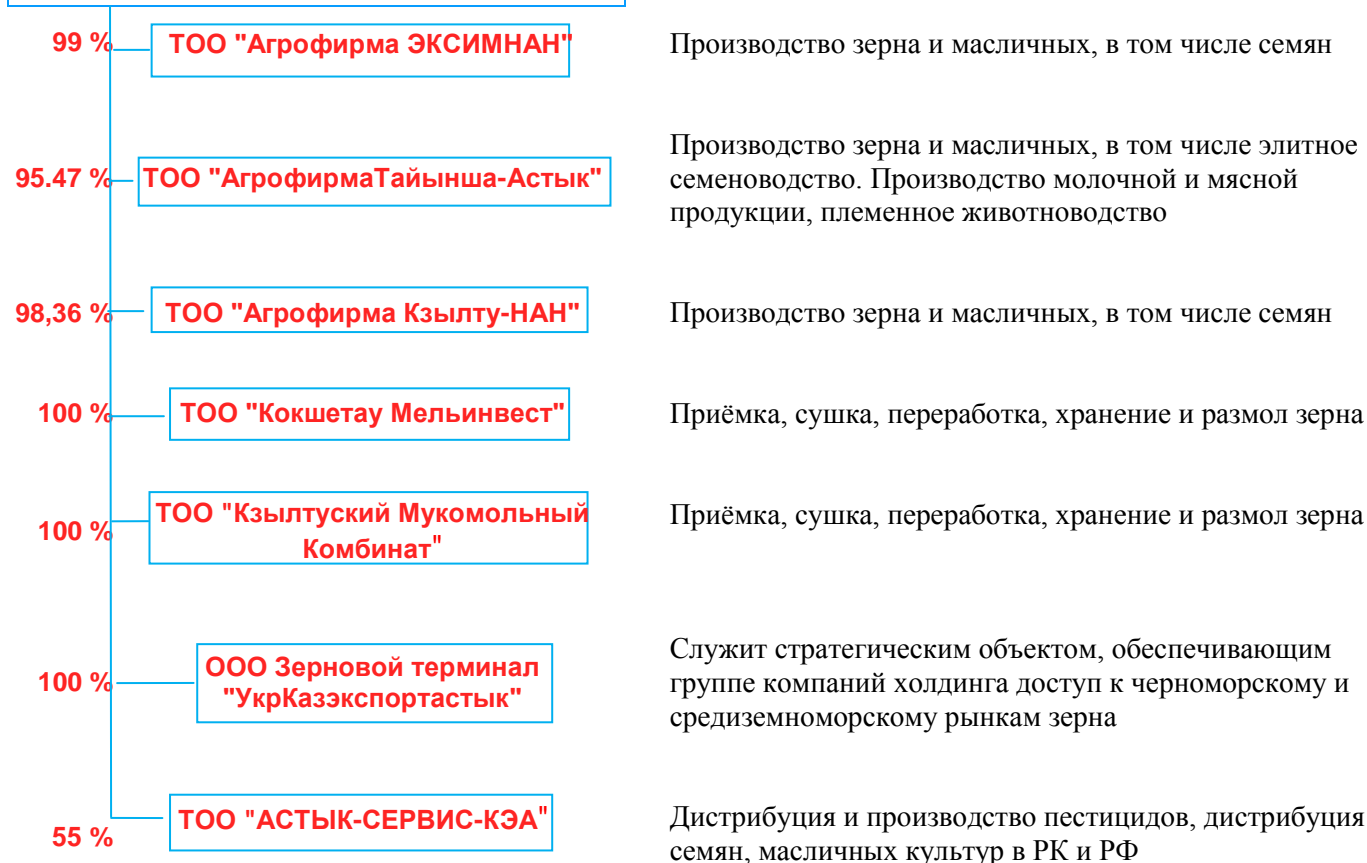 99 % ТОО "Агрофирма ЭКСИМНАН" Производство зерна и масличных, в том числе семян
Производство зерна и масличных, в том числе элитное
95.47 % ТОО "АгрофирмаТайынша-Астык" семеноводство. Производство молочной и мясной
продукции, племенное животноводство
98,36 % ТОО "Агрофирма Кзылту-НАН" Производство зерна и масличных, в том числе семян
100 % ТОО "Кокшетау Мельинвест" Приёмка, сушка, переработка, хранение и размол зерна
100 % ТОО "Кзылтуский Мукомольный
Комбинат"
Приёмка, сушка, переработка, хранение и размол зерна
100 % ООО Зерновой терминал
"УкрКазэкспортастык"
Служит стратегическим объектом, обеспечивающим
группе компаний холдинга доступ к черноморскому и
средиземноморскому рынкам зерна
55 % ТОО "АСТЫК-СЕРВИС-КЭА"
Дистрибуция и производство пестицидов, дистрибуция
семян, масличных культур в РК и РФ